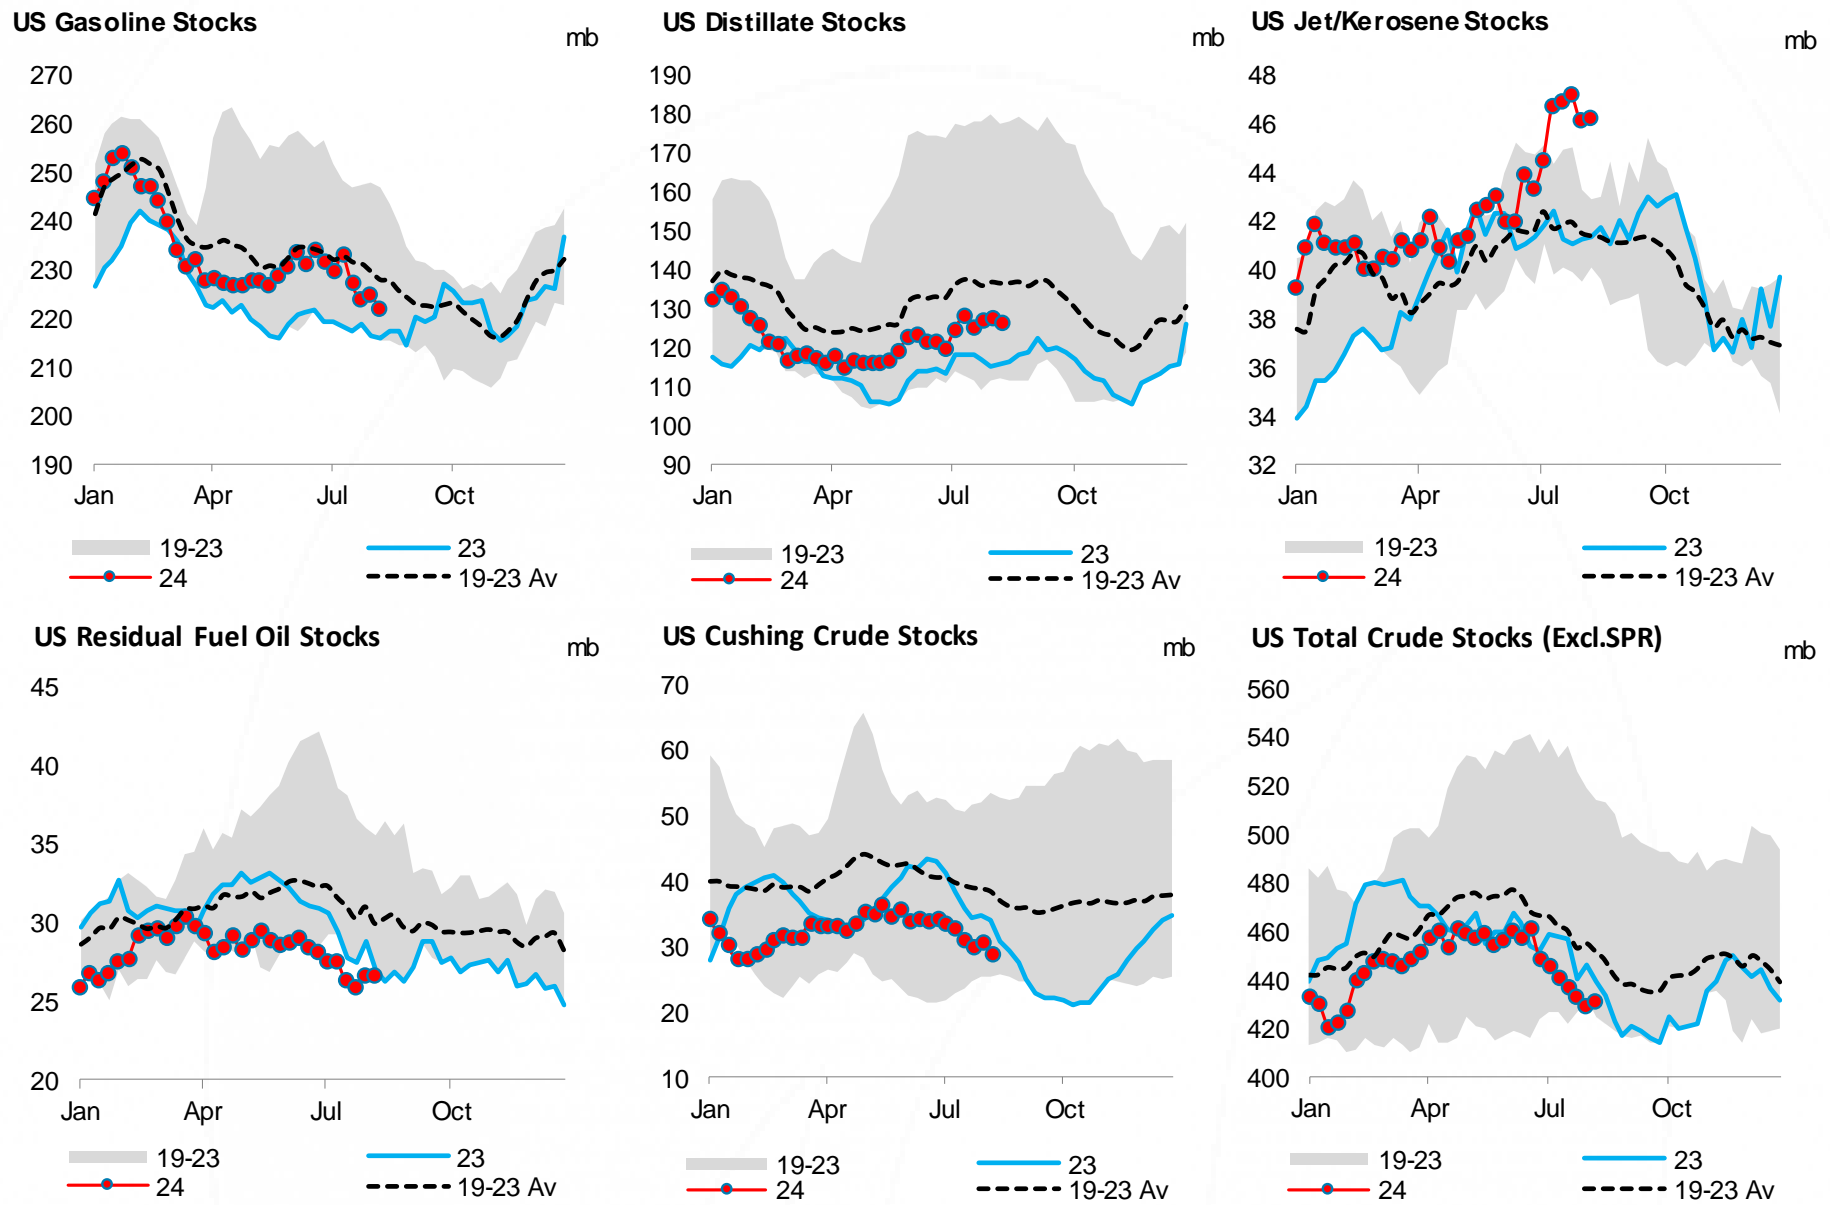 US Gasoline Stocks
mb
270
260
250
240
230
220
210
200
190
Jan Apr Jul Oct
19-23 23
24 19-23 Av
US Distillate Stocks
mb
190
180
170
160
150
140
130
120
110
100
90
Jan Apr Jul Oct
19-23 23
24 19-23 Av
US Jet/Kerosene Stocks
mb
48
46
44
42
40
38
36
34
32
Jan Apr Jul Oct
19-23 23
24 19-23 Av
US Residual Fuel Oil Stocks
mb
45
40
35
30
25
20
Jan Apr Jul Oct
19-23 23
24 19-23 Av
US Cushing Crude Stocks
mb
70
60
50
40
30
20
10
Jan Apr Jul Oct
19-23 23
24 19-23 Av
US Total Crude Stocks (Excl.SPR)
mb
560
540
520
500
480
460
440
420
400
Jan Apr Jul Oct
19-23 23
24 19-23 Av